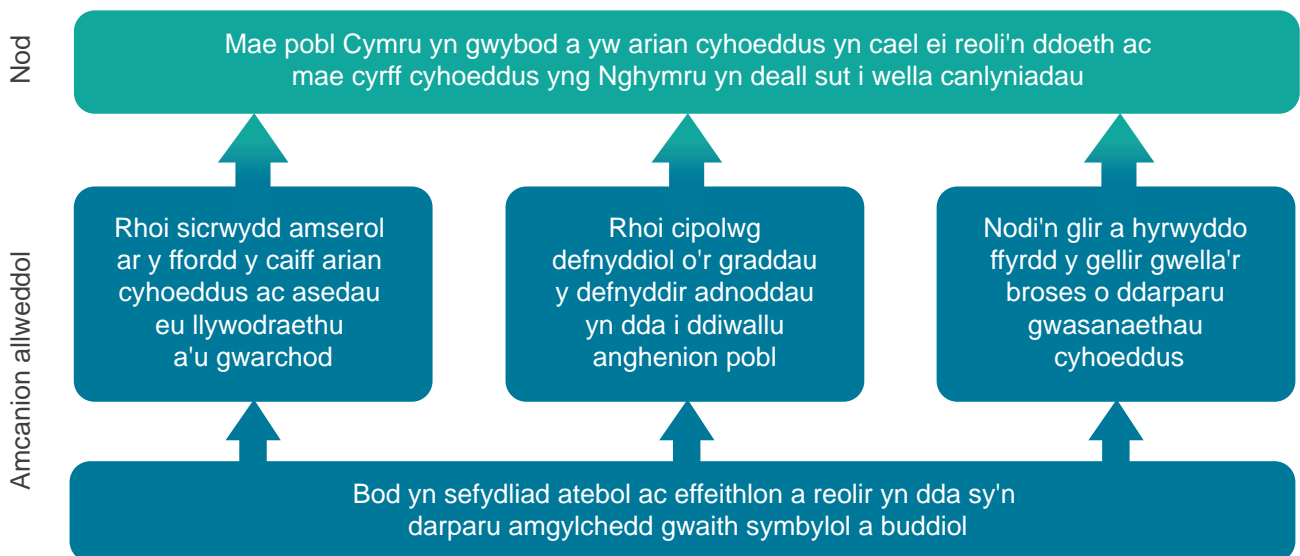 Nod
Mae pobl Cymru yn gwybod a yw arian cyhoeddus yn cael ei reoli'n ddoeth ac
mae cyrff cyhoeddus yng Nghymru yn deall sut i wella canlyniadau
Amcanion allweddol
Rhoi sicrwydd amserol
ar y ffordd y caiff arian
cyhoeddus ac asedau
eu llywodraethu
a'u gwarchod
Rhoi cipolwg
defnyddiol o'r graddau
y defnyddir adnoddau
yn dda i ddiwallu
anghenion pobl
Nodi'n glir a hyrwyddo
ffyrdd y gellir gwella'r
broses o ddarparu
gwasanaethau
cyhoeddus
Bod yn sefydliad atebol ac effeithlon a reolir yn dda sy'n
darparu amgylchedd gwaith symbylol a buddiol